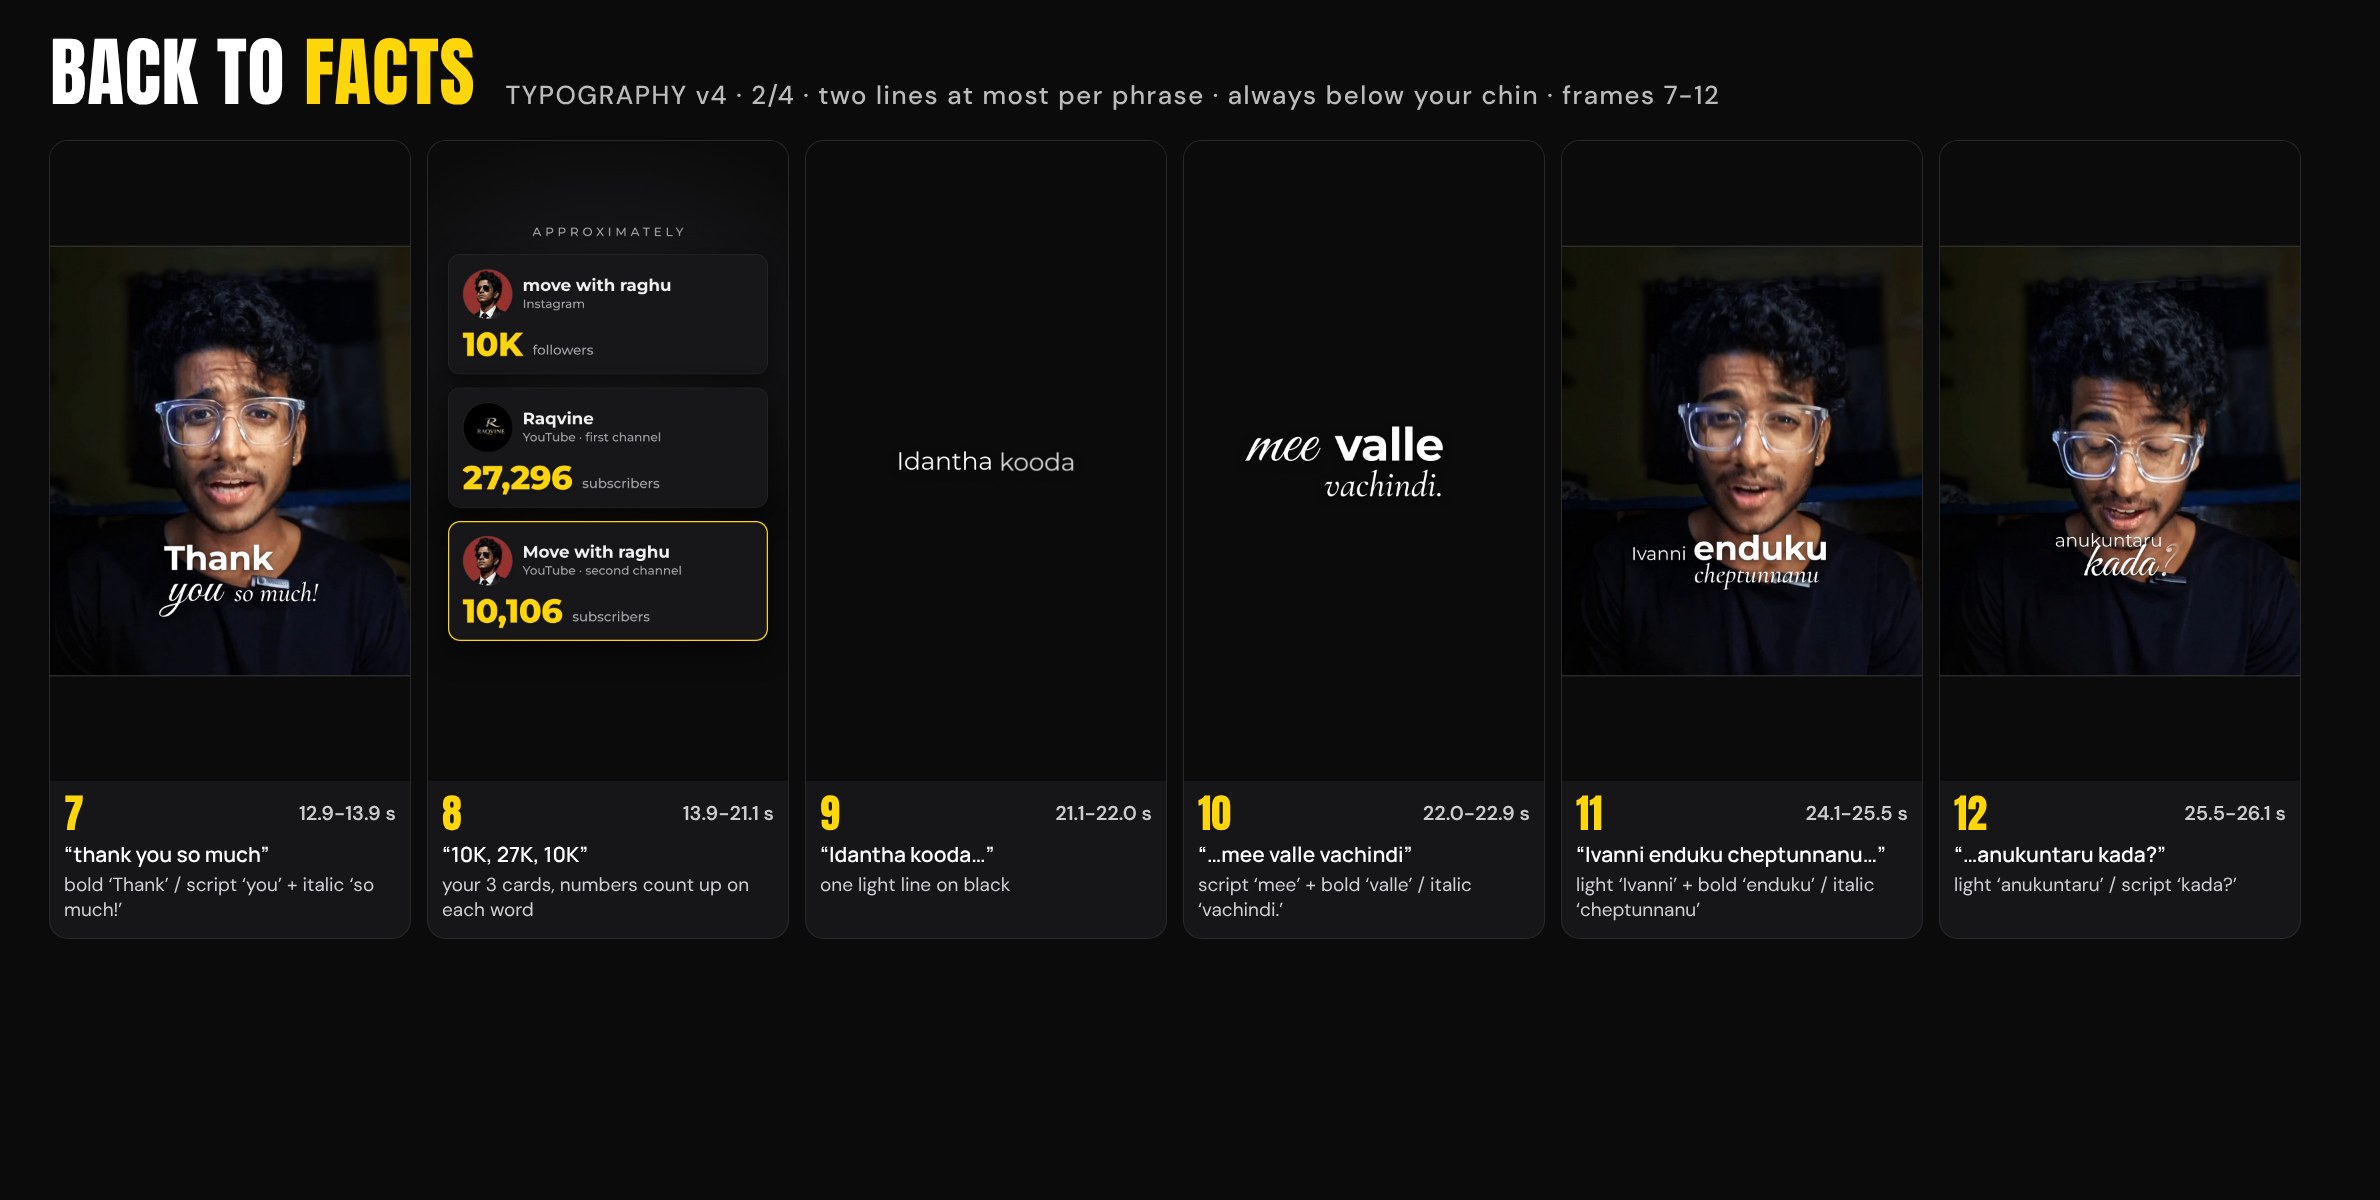 BACK TO FACTS
TYPOGRAPHY v4 · 2/4 · two lines at most per phrase · always below your chin · frames 7–12
Thank
you so much!
7
12.9–13.9 s
“thank you so much”
bold ‘Thank’ / script ‘you’ + italic ‘so
much!’
APPROXIMATELY
move with raghu
Instagram
10K followers
R
RAQVINE
Raqvine
YouTube · first channel
27,296 subscribers
Move with raghu
YouTube · second channel
10,106 subscribers
8
13.9–21.1 s
“10K, 27K, 10K”
your 3 cards, numbers count up on
each word
Idantha kooda
9
21.1–22.0 s
“Idantha kooda…”
one light line on black
mee valle
vachindi.
10
22.0–22.9 s
“…mee valle vachindi”
script ‘mee’ + bold ‘valle’ / italic
‘vachindi.’
Ivanni enduku
cheptunnanu
11
24.1–25.5 s
“Ivanni enduku cheptunnanu…”
light ‘Ivanni’ + bold ‘enduku’ / italic
‘cheptunnanu’
anukuntaru
kada?
12
25.5–26.1 s
“…anukuntaru kada?”
light ‘anukuntaru’ / script ‘kada?’